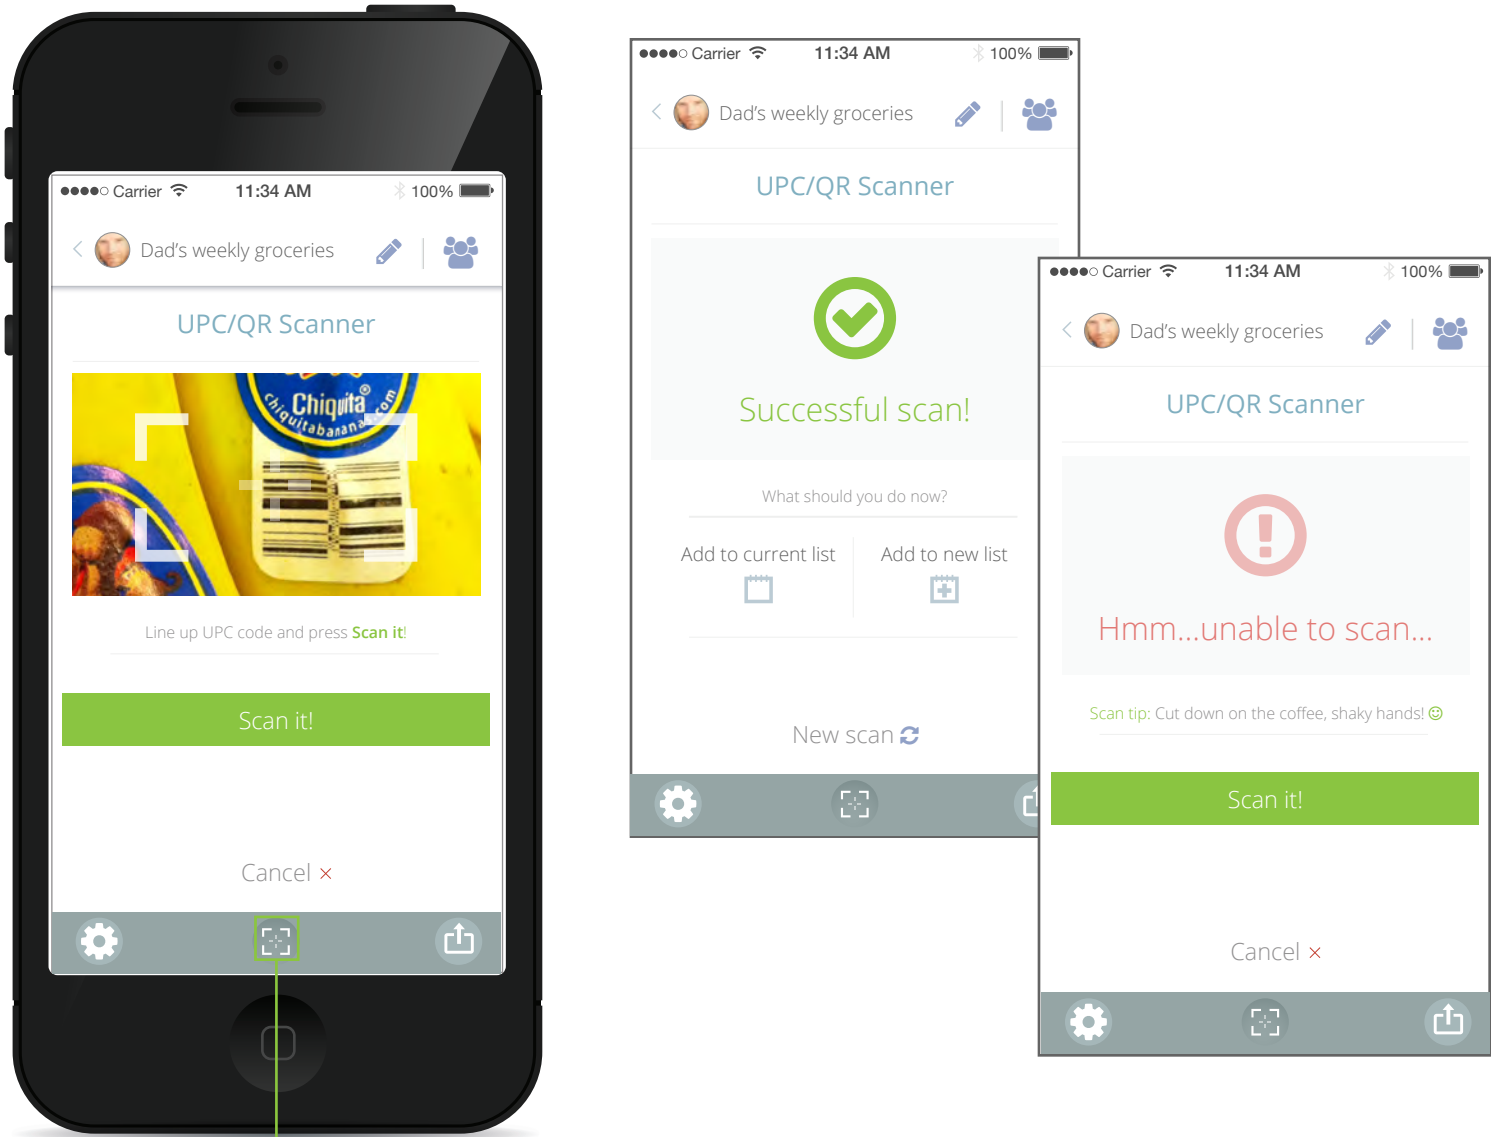 Carrier 11:34 AM 100%
Dad's weekly groceries
UPC/QR Scanner
Chiquita®
chiquitabanana.com
Line up UPC code and press Scan it!
Scan it!
Cancel ×
Carrier 11:34 AM 100%
Dad's weekly groceries
UPC/QR Scanner
Successful scan!
What should you do now?
Add to current list
Add to new list
New scan
Carrier 11:34 AM 100%
Dad's weekly groceries
UPC/QR Scanner
Hmm...unable to scan...
Scan tip: Cut down on the coffee, shaky hands!
Scan it!
Cancel ×